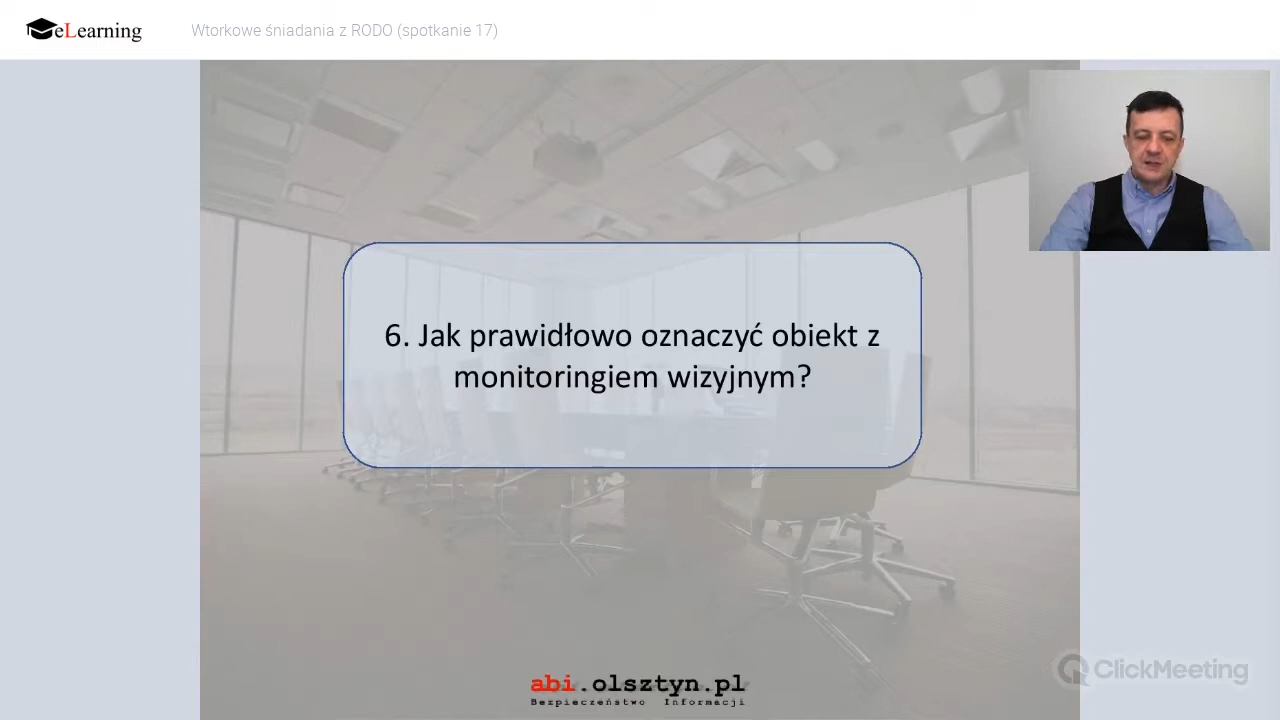 eLearning
Wtorkowe śniadania z RODO (spotkanie 17)
6. Jak prawidłowo oznaczyć obiekt z
monitoringiem wizyjnym?
abi.olsztyn.pl
Bezpieczeństwo Informacji
ClickMeeting